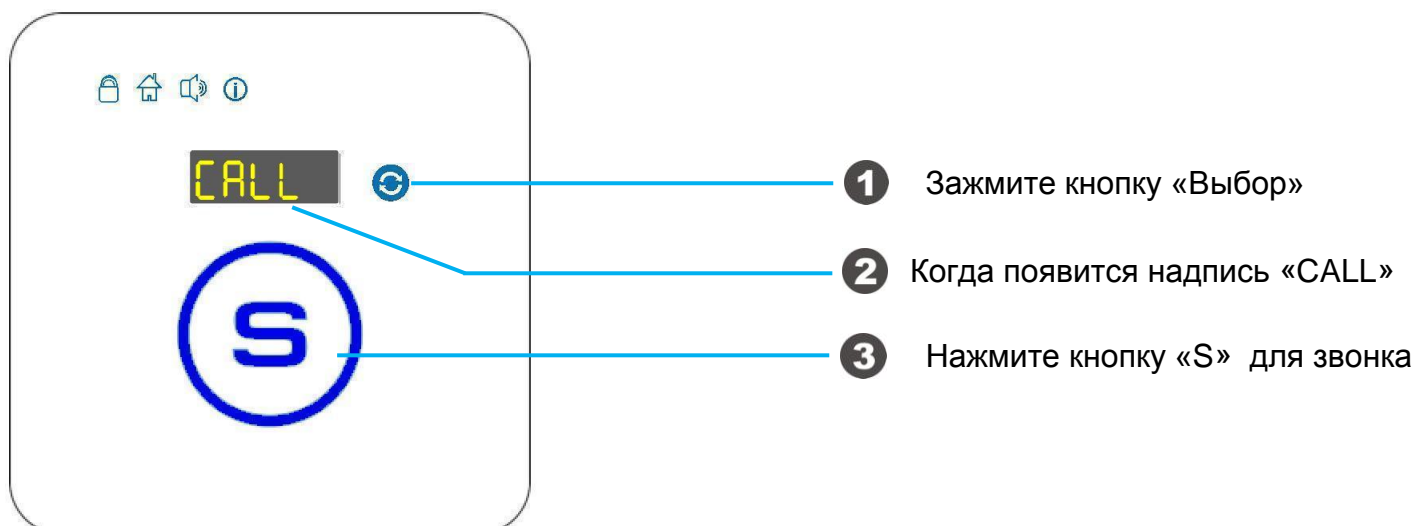 CALL
1 Зажмите кнопку «Выбор»
2 Когда появится надпись «CALL»
S
3 Нажмите кнопку «S» для звонка